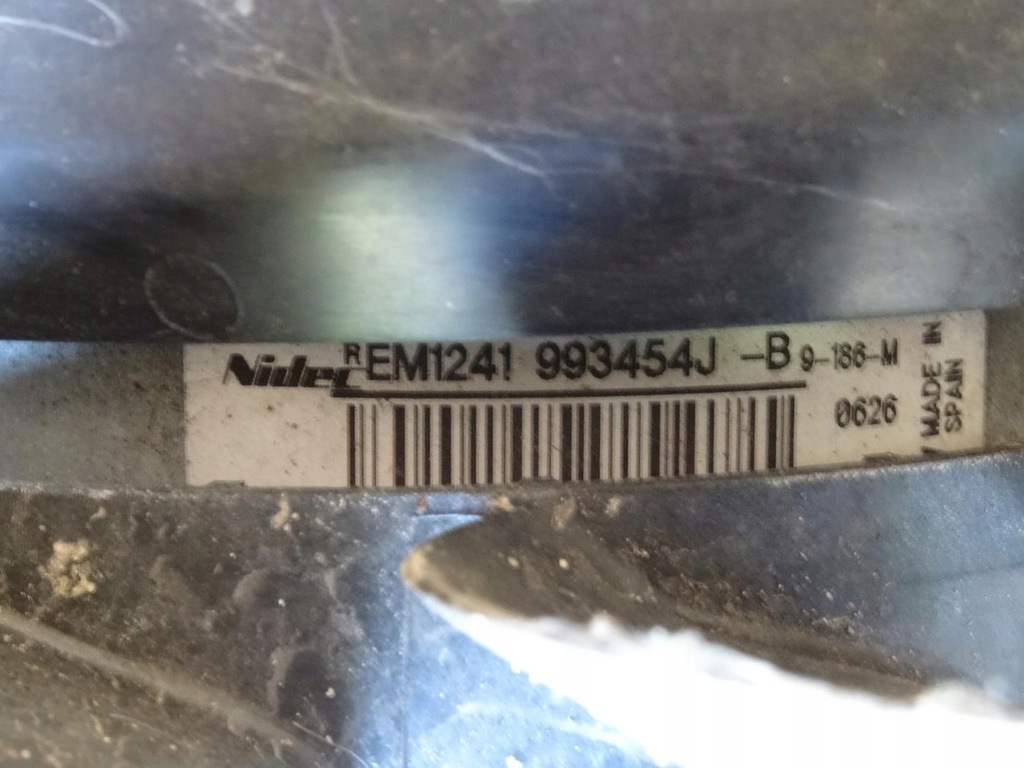 Nidec REM1241 993454J -B 9-186-M
0626
MADE IN
SPAIN